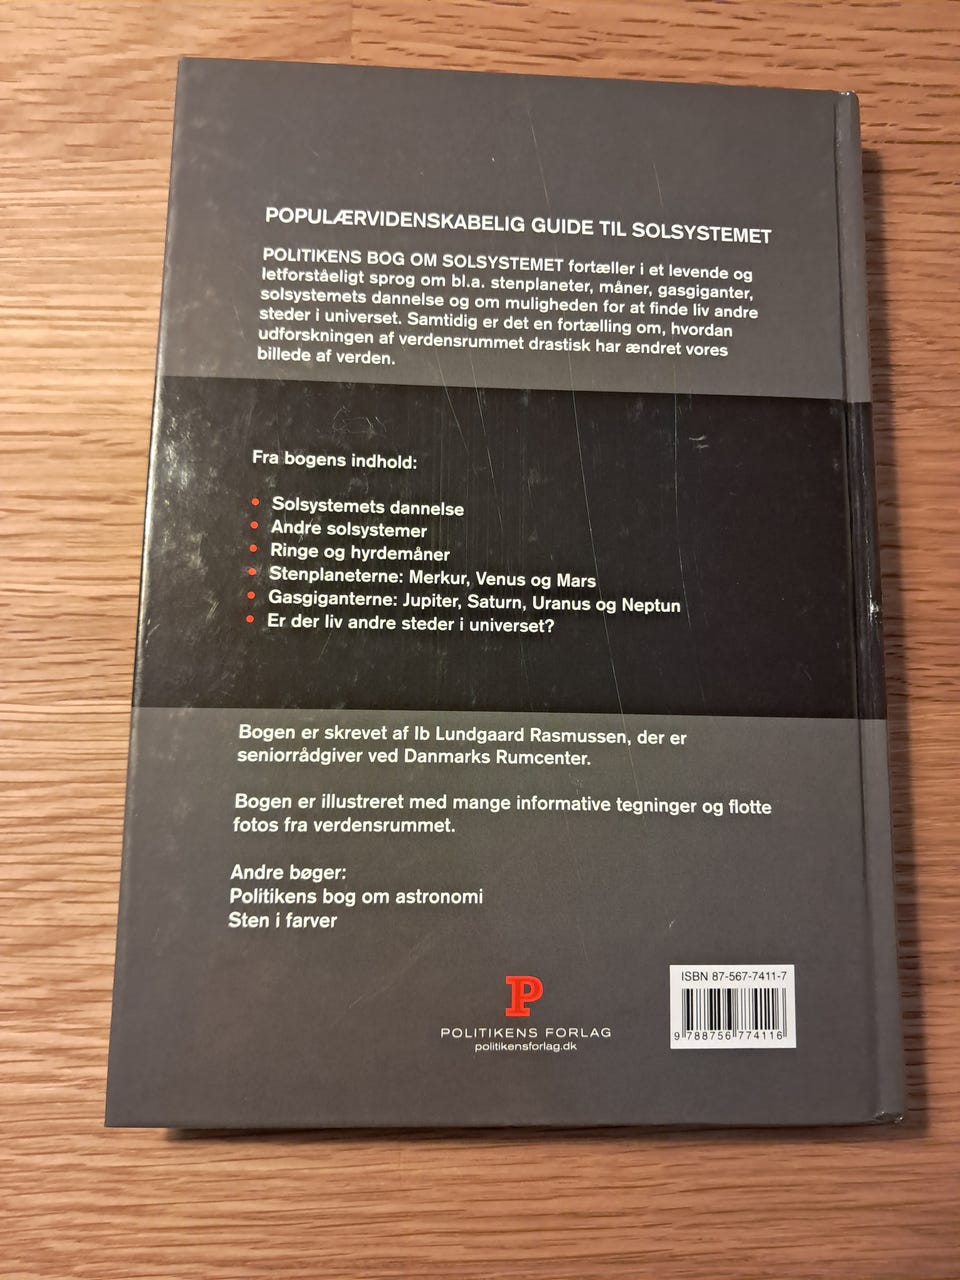 POPULÆRVIDENSKABELIG GUIDE TIL SOLSYSTEMET
POLITIKENS BOG OM SOLSYSTEMET fortæller i et levende og
letforståeligt sprog om bl.a. stenplaneter, måner, gasgiganter,
solsystemets dannelse og om muligheden for at finde liv andre
steder i universet. Samtidig er det en fortælling om, hvordan
udforskningen af verdensrummet drastisk har ændret vores
billede af verden.
Fra bogens indhold:
• Solsystemets dannelse
• Andre solsystemer
• Ringe og hyrdemåner
• Stenplaneterne: Merkur, Venus og Mars
• Gasgiganterne: Jupiter, Saturn, Uranus og Neptun
• Er der liv andre steder i universet?
Bogen er skrevet af Ib Lundgaard Rasmussen, der er
seniorrådgiver ved Danmarks Rumcenter.
Bogen er illustreret med mange informative tegninger og flotte
fotos fra verdensrummet.
Andre bøger:
Politikens bog om astronomi
Sten i farver
P
POLITIKENS FORLAG
politikensforlag.dk
ISBN 87-567-7411-7
9 788756 774116